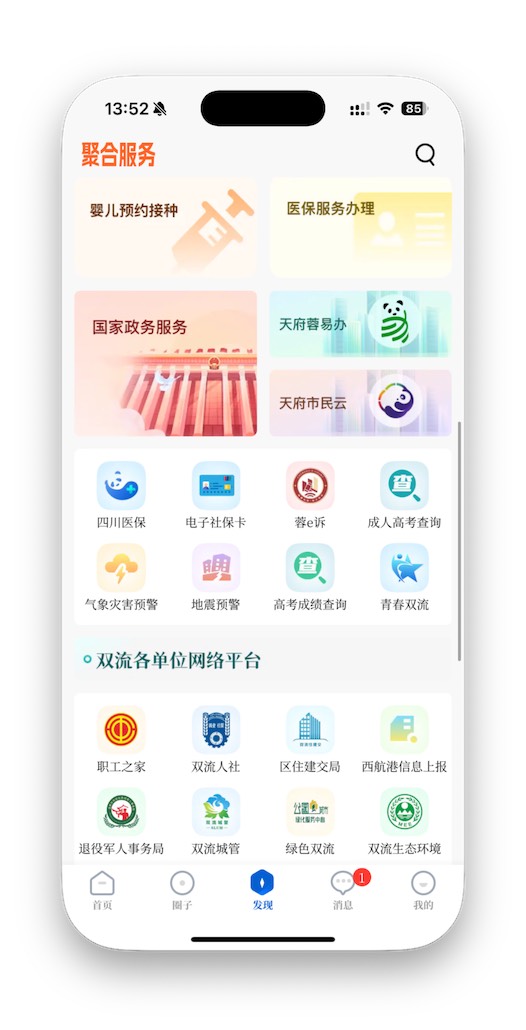 13:52
85
聚合服务
婴儿预约接种
医保服务办理
国家政务服务
天府蓉易办
天府市民云
四川医保
电子社保卡
蓉e诉
成人高考查询
查
气象灾害预警
地震预警
高考成绩查询
青春双流
查
双流各单位网络平台
职工之家
双流人社
区住建交局
西航港信息上报
退役军人事务局
双流城管
绿色双流
双流生态环境
首页
圈子
发现
消息
我的
1